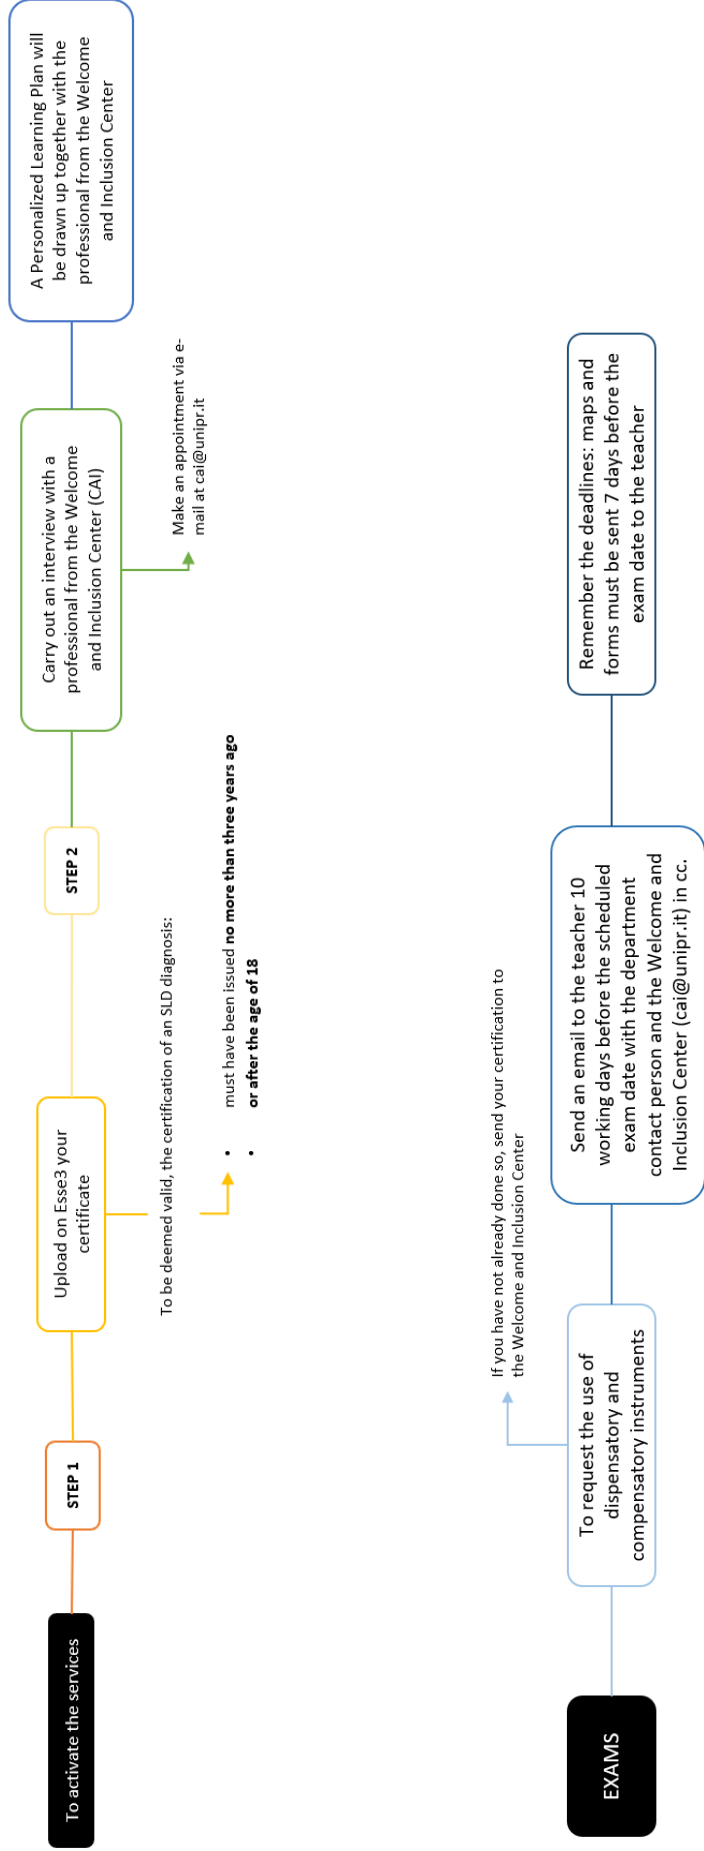 To activate the services
STEP 1
Upload on Esse3 your
certificate
To be deemed valid, the certification of an SLD diagnosis:
• must have been issued no more than three years ago
• or after the age of 18
STEP 2
Carry out an interview with a
professional from the Welcome
and Inclusion Center (CAI)
Make an appointment via e-
mail at cai@unipr.it
A Personalized Learning Plan will
be drawn up together with the
professional from the Welcome
and Inclusion Center
EXAMS
To request the use of
dispensatory and
compensatory instruments
If you have not already done so, send your certification to
the Welcome and Inclusion Center
Send an email to the teacher 10
working days before the scheduled
exam date with the department
contact person and the Welcome and
Inclusion Center (cai@unipr.it) in cc.
Remember the deadlines: maps and
forms must be sent 7 days before the
exam date to the teacher